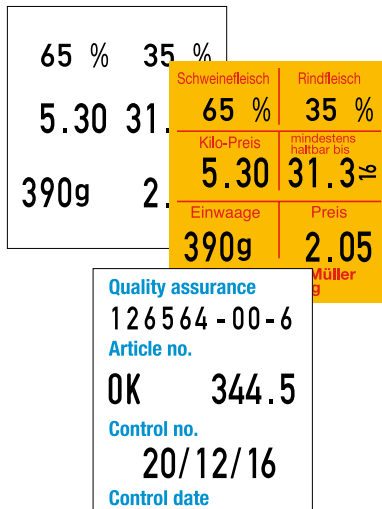 65 % 35 %
5.30 31.
390g 2.
Schweinefleisch Rindfleisch
65 % 35 %
Kilo-Preis mindestens
haltbar bis
5.30 31.3 16
Einwaage Preis
390g 2.05
Müller
g
Quality assurance
126564-00-6
Article no.
OK 344.5
Control no.
20/12/16
Control date